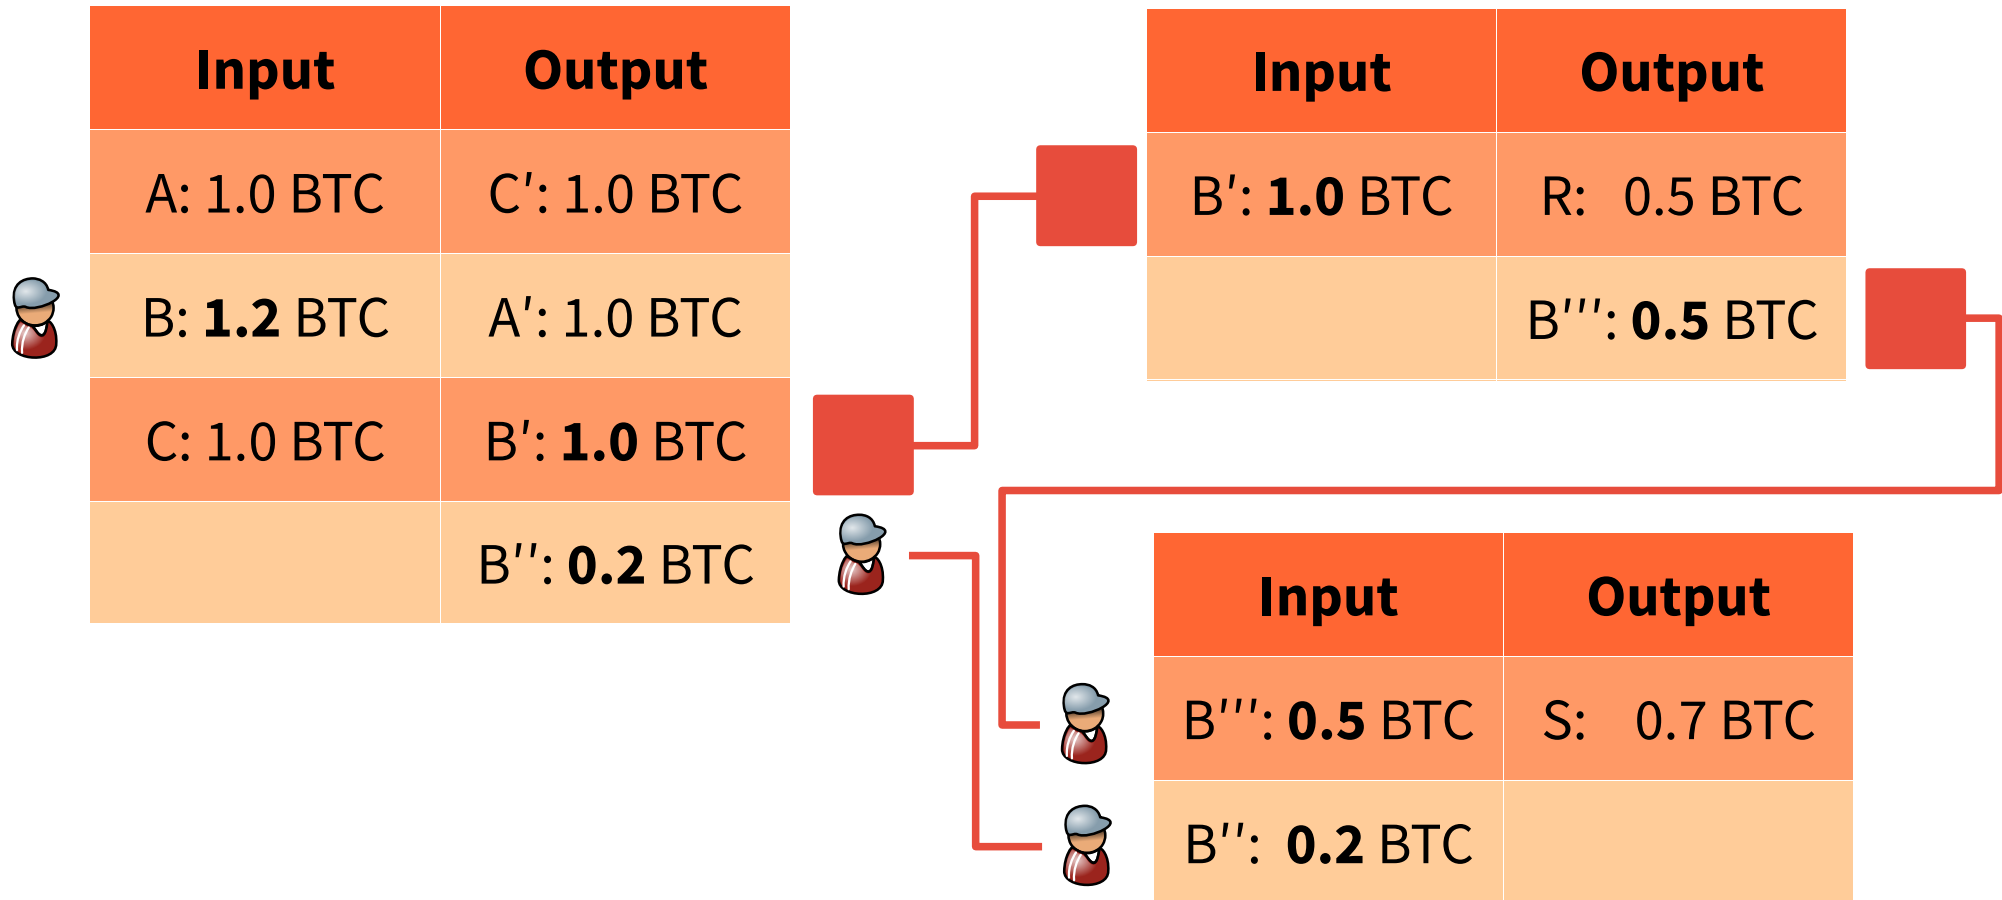 Input Output
A: 1.0 BTC C′: 1.0 BTC
B: 1.2 BTC A′: 1.0 BTC
C: 1.0 BTC B′: 1.0 BTC
B′′: 0.2 BTC
Input Output
B′: 1.0 BTC R: 0.5 BTC
B′′′: 0.5 BTC
Input Output
B′′′: 0.5 BTC S: 0.7 BTC
B′′: 0.2 BTC